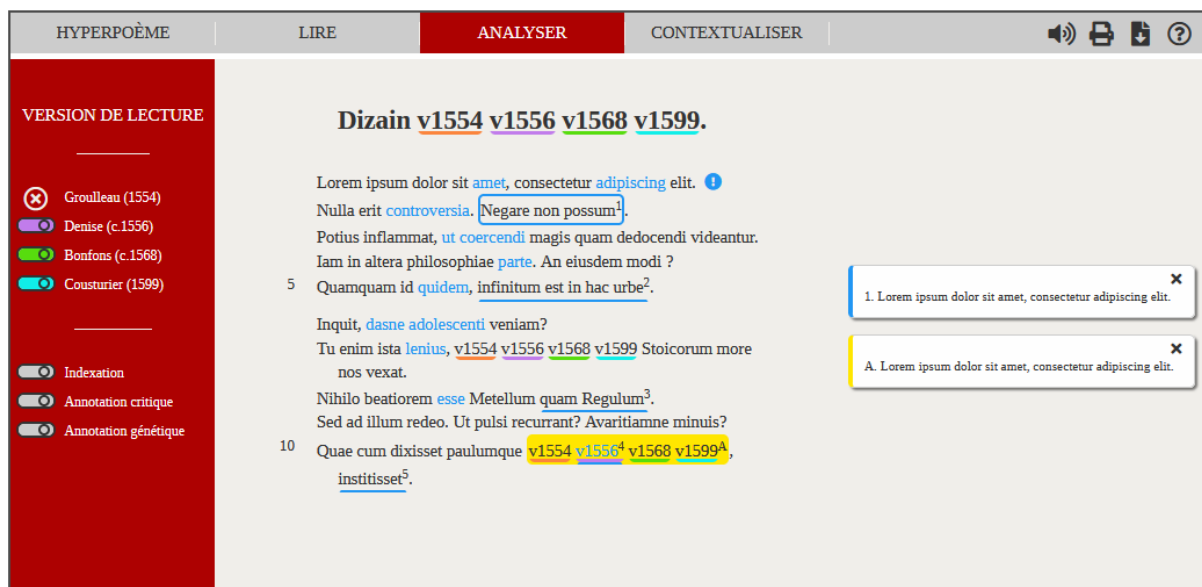 HYPERPOÈME
LIRE
ANALYSER
CONTEXTUALISER
VERSION DE LECTURE
Groulleau (1554)
Denise (c.1556)
Bonfons (c.1568)
Cousturier (1599)
Indexation
Annotation critique
Annotation génétique
Dizain v1554 v1556 v1568 v1599.
Lorem ipsum dolor sit amet, consectetur adipiscing elit.
Nulla erit controversia. Negare non possum¹.
Potius inflammat, ut coercendi magis quam dedocendi videantur.
Iam in altera philosophiae parte. An eiusdem modi ?
5 Quamquam id quidem, infinitum est in hac urbe².
Inquit, dasne adolescenti veniam?
Tu enim ista lenius, v1554 v1556 v1568 v1599 Stoicorum more
nos vexat.
Nihilo beatiorem esse Metellum quam Regulum³.
Sed ad illum redeo. Ut pulsi recurrant? Avaritiamne minuis?
10 Quae cum dixisset paulumque v1554 v1556⁴ v1568 v1599ᴬ,
institisset⁵.
1. Lorem ipsum dolor sit amet, consectetur adipiscing elit.
A. Lorem ipsum dolor sit amet, consectetur adipiscing elit.